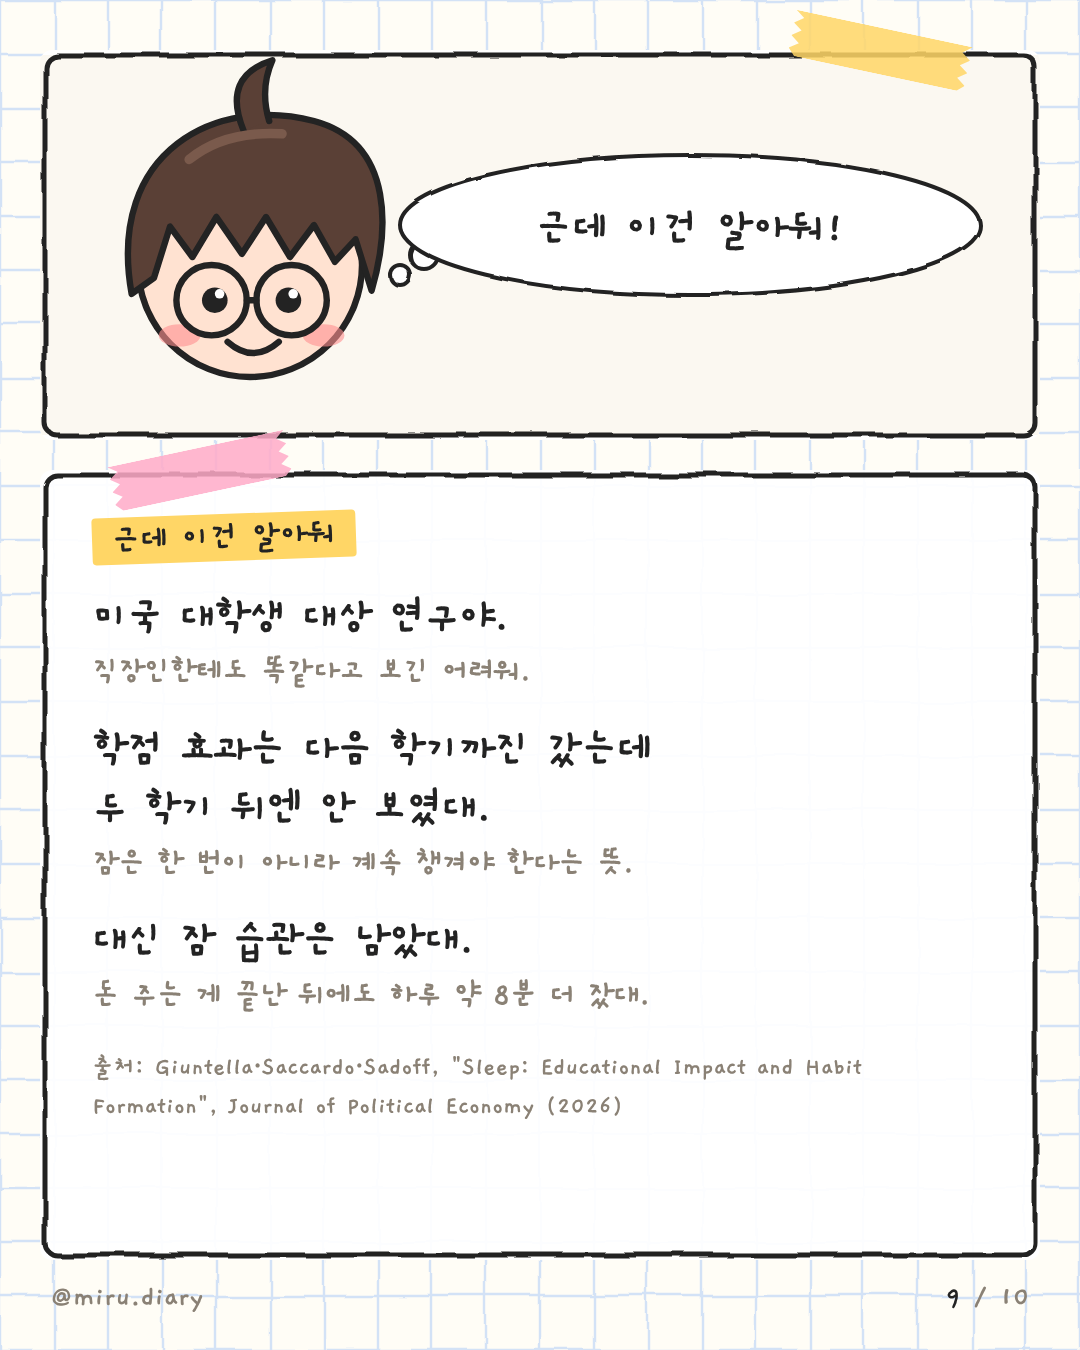 근데 이건 알아둬!
근데 이건 알아둬
미국 대학생 대상 연구야.
직장인한테도 똑같다고 보긴 어려워.
학점 효과는 다음 학기까진 갔는데
두 학기 뒤엔 안 보였대.
잠은 한 번이 아니라 계속 챙겨야 한다는 뜻.
대신 잠 습관은 남았대.
돈 주는 게 끝난 뒤에도 하루 약 8분 더 잤대.
출처: Giuntella·Saccardo·Sadoff, "Sleep: Educational Impact and Habit
Formation", Journal of Political Economy (2026)
@miru.diary
9 / 10